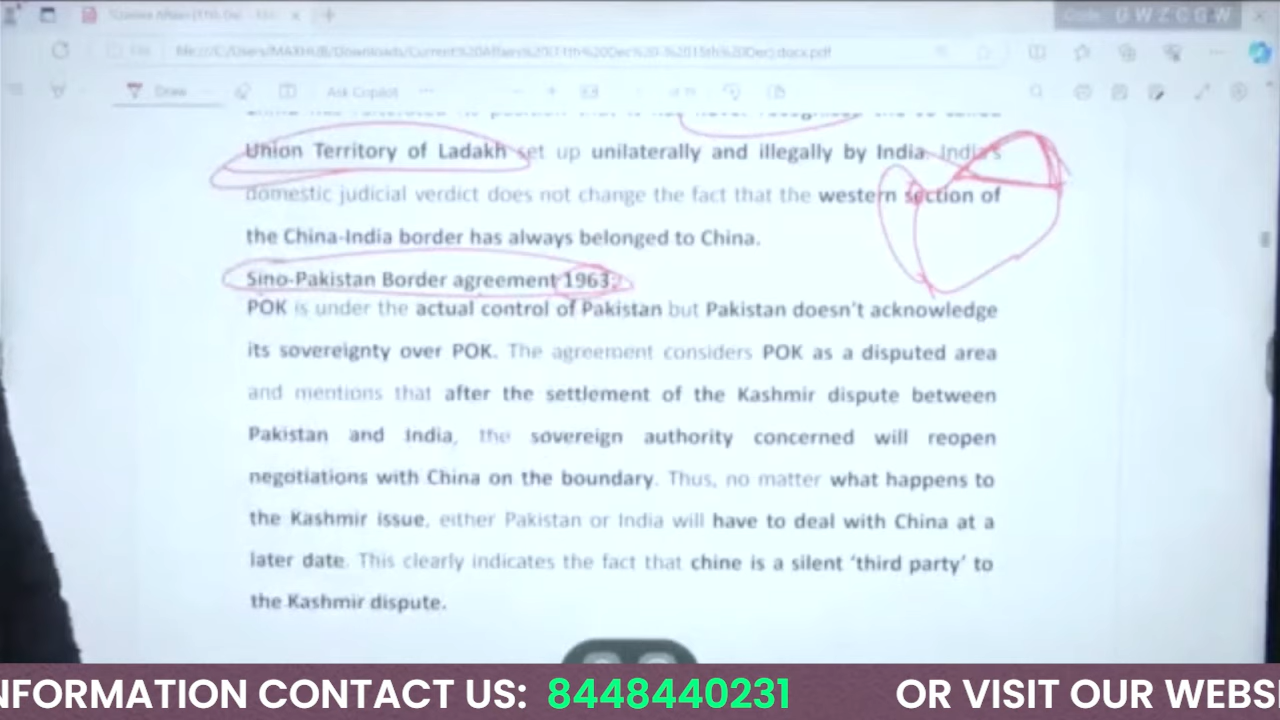 Code: G W Z C G W
Draw
Ask Copilot
Union Territory of Ladakh set up unilaterally and illegally by India. India's
domestic judicial verdict does not change the fact that the western section of
the China-India border has always belonged to China.
Sino-Pakistan Border agreement 1963:
POK is under the actual control of Pakistan but Pakistan doesn't acknowledge
its sovereignty over POK. The agreement considers POK as a disputed area
and mentions that after the settlement of the Kashmir dispute between
Pakistan and India, the sovereign authority concerned will reopen
negotiations with China on the boundary. Thus, no matter what happens to
the Kashmir issue, either Pakistan or India will have to deal with China at a
later date. This clearly indicates the fact that chine is a silent ‘third party’ to
the Kashmir dispute.
NFORMATION CONTACT US: 8448440231 OR VISIT OUR WEBS